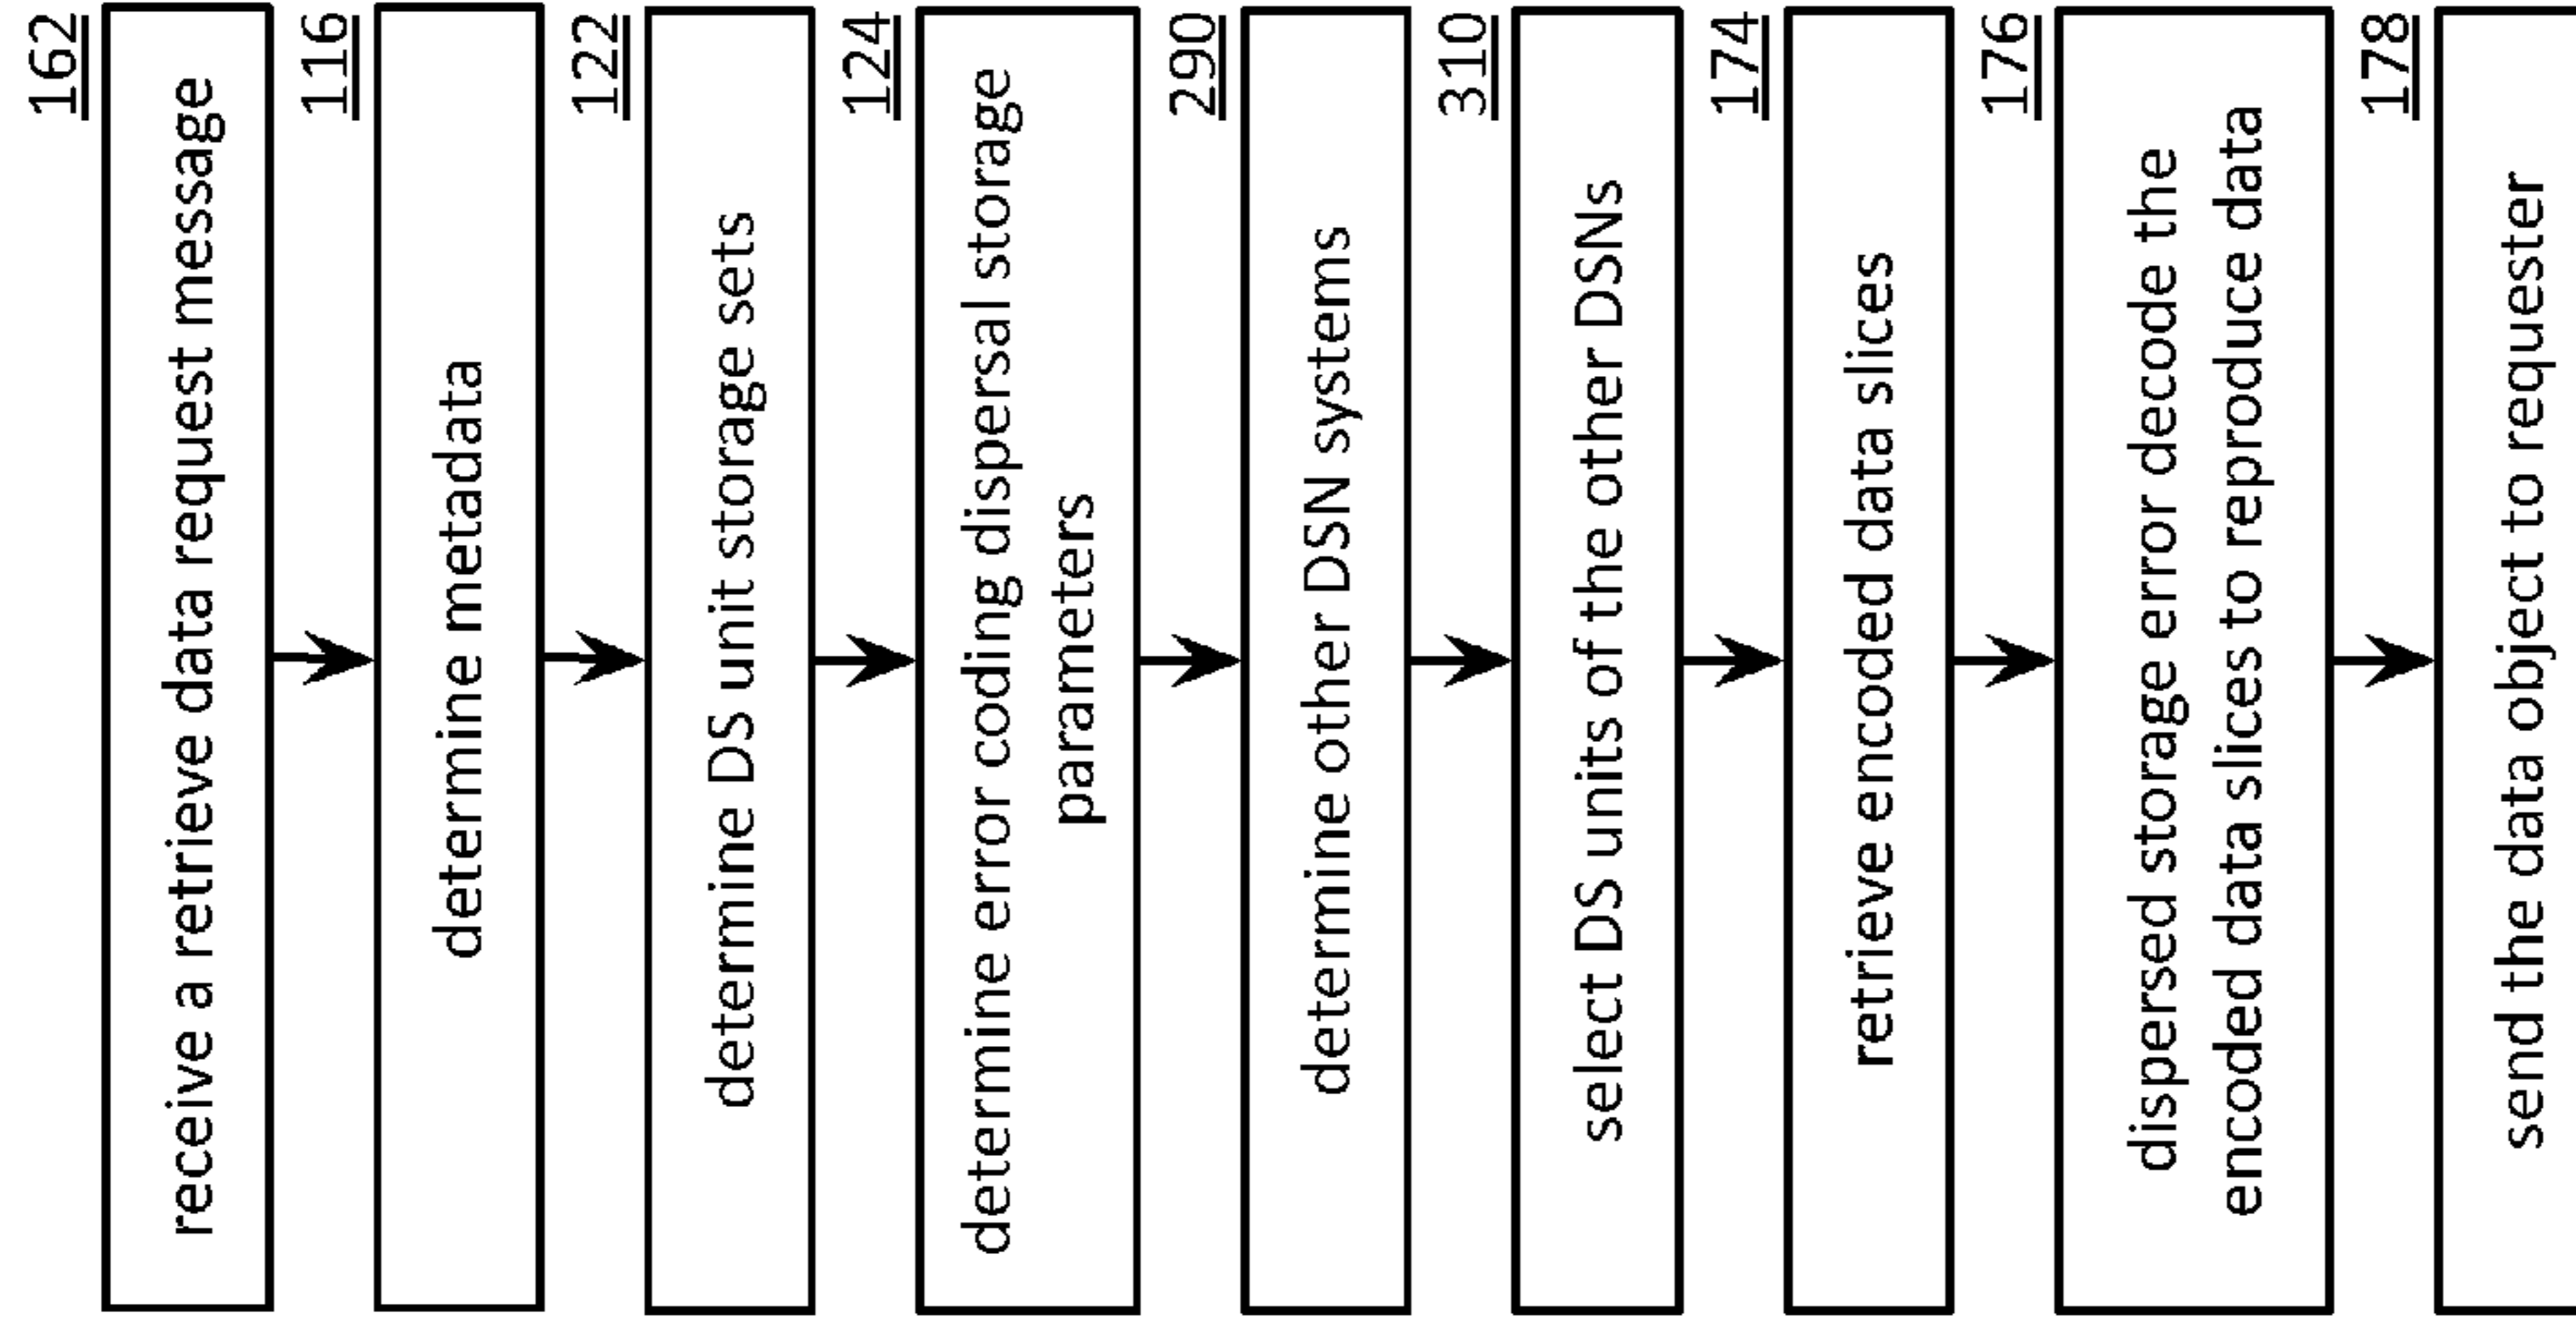 162
receive a retrieve data request message
116
determine metadata
122
determine DS unit storage sets
124
determine error coding dispersal storage
parameters
290
determine other DSN systems
310
select DS units of the other DSNs
174
retrieve encoded data slices
176
dispersed storage error decode the
encoded data slices to reproduce data
178
send the data object to requester